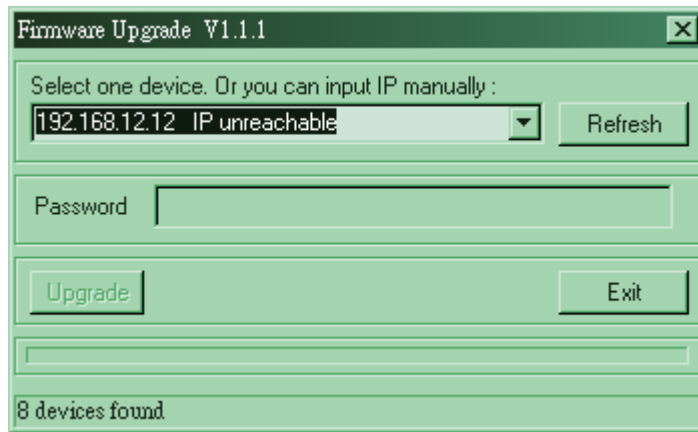 Firmware Upgrade V1.1.1
Select one device. Or you can input IP manually :
192.168.12.12 IP unreachable
Refresh
Password
Upgrade
Exit
8 devices found